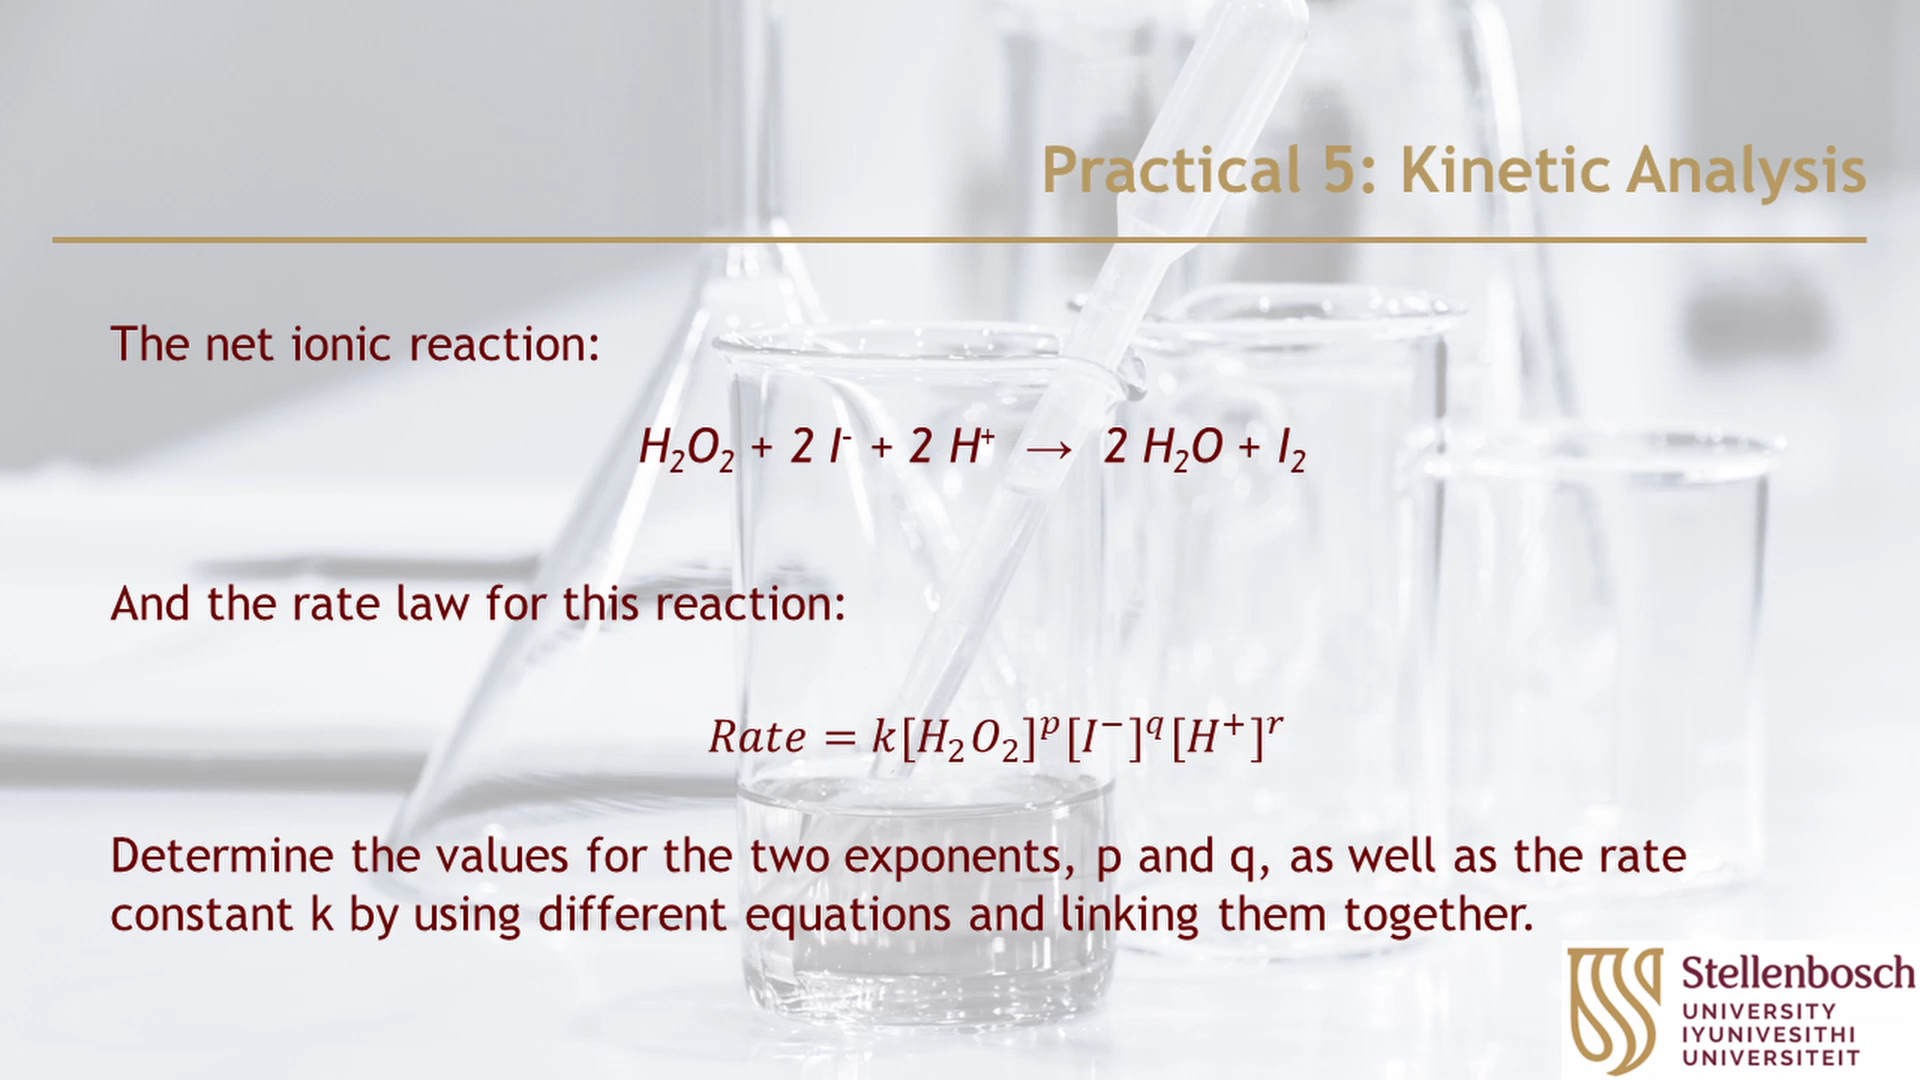 Practical 5: Kinetic Analysis
The net ionic reaction:
H₂O₂ + 2 I⁻ + 2 H⁺ → 2 H₂O + I₂
And the rate law for this reaction:
Rate = k[H₂O₂]ᵖ[I⁻]^q[H⁺]ʳ
Determine the values for the two exponents, p and q, as well as the rate
constant k by using different equations and linking them together.
Stellenbosch
UNIVERSITY
IYUNIVESITHI
UNIVERSITEIT